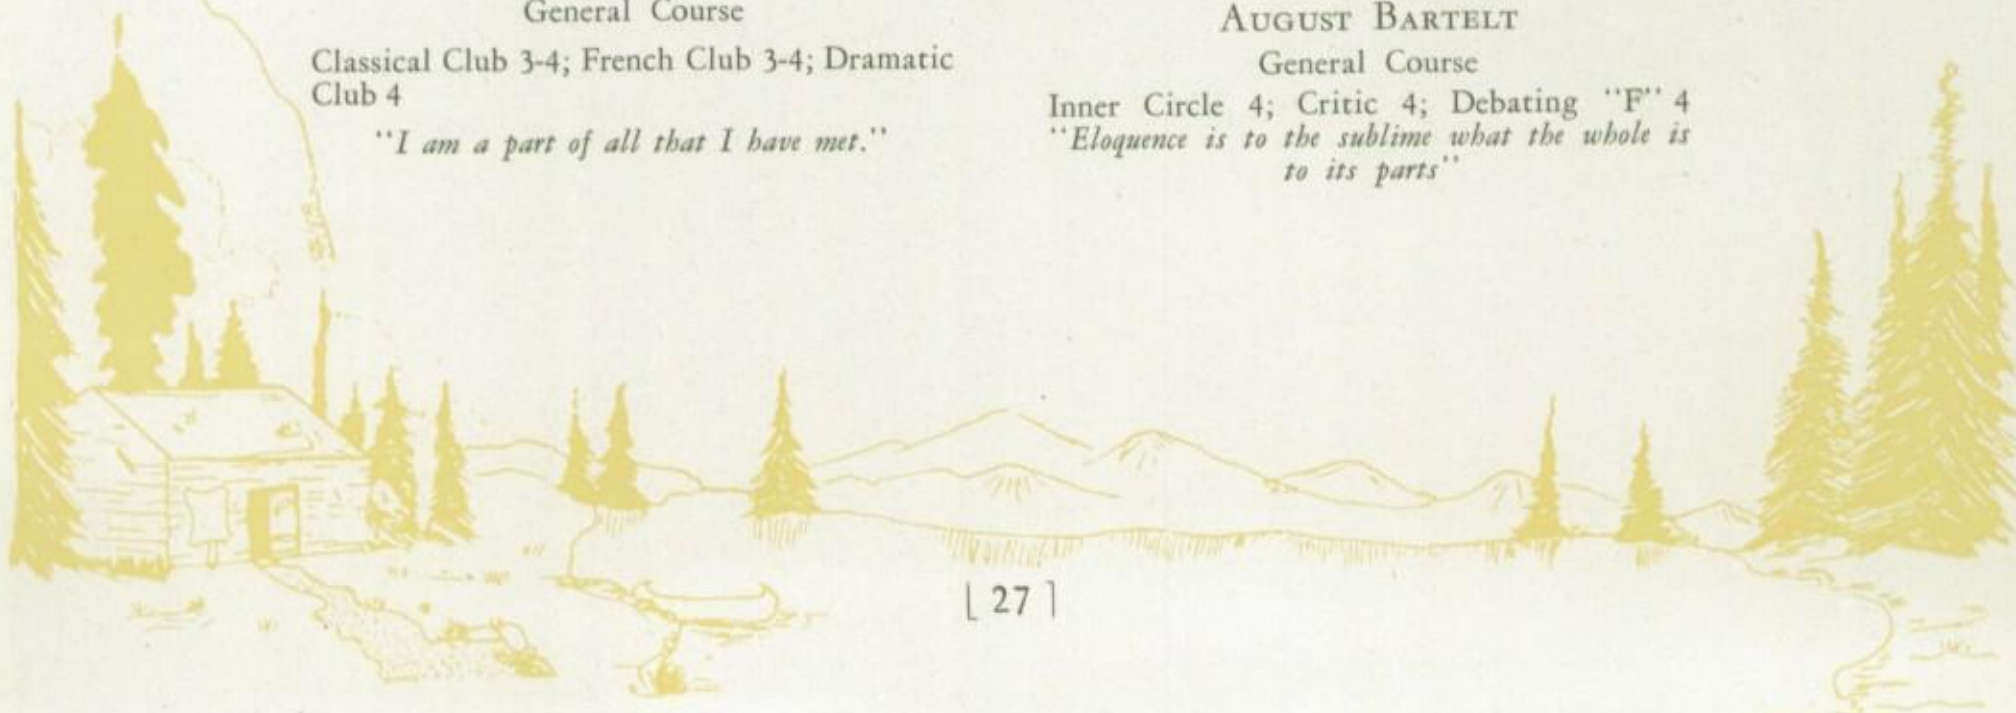 General Course
Classical Club 3-4; French Club 3-4; Dramatic
Club 4
"I am a part of all that I have met."
AUGUST BARTELT
General Course
Inner Circle 4; Critic 4; Debating "F" 4
"Eloquence is to the sublime what the whole is
to its parts"
[ 27 ]